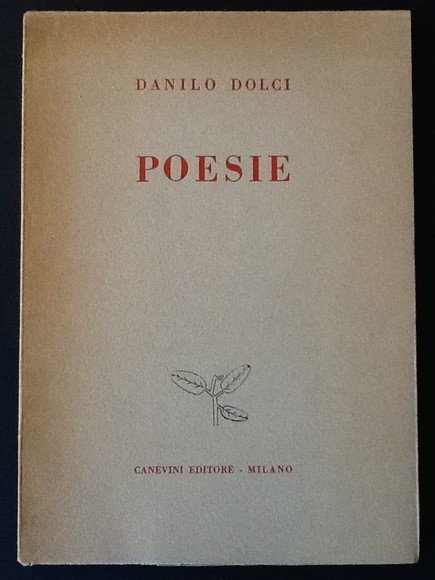 DANILO DOLCI
POESIE
CANEVINI EDITORE - MILANO